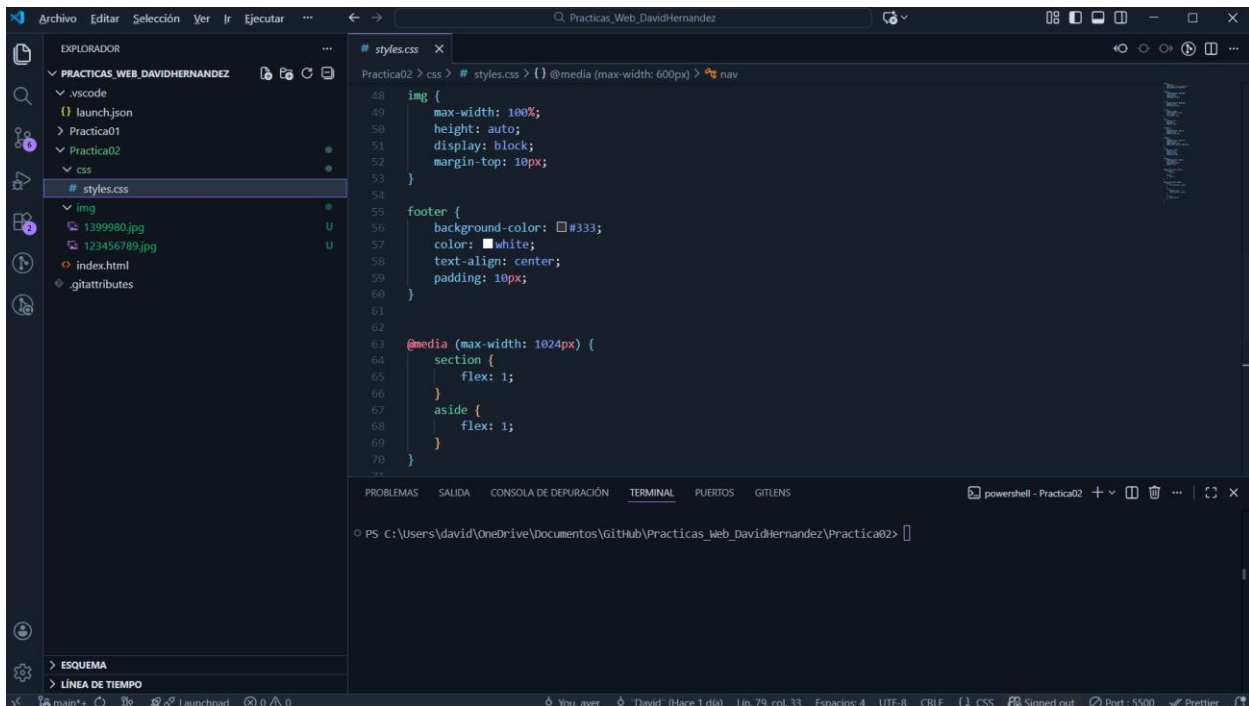 Archivo Editar Selección Ver Ir Ejecutar ...
Practicas_Web_DavidHernandez
EXPLORADOR
PRACTICAS_WEB_DAVIDHERNANDEZ
.vscode
{} launch.json
Practica01
Practica02
css
# styles.css
img
1399980.jpg U
123456789.jpg U
<> index.html
.gitattributes
ESQUEMA
LÍNEA DE TIEMPO
6
2
# styles.css
Practica02 > css > # styles.css > {} @media (max-width: 600px) > nav
48 img {
49 max-width: 100%;
50 height: auto;
51 display: block;
52 margin-top: 10px;
53 }
54
55 footer {
56 background-color: #333;
57 color: white;
58 text-align: center;
59 padding: 10px;
60 }
61
62
63 @media (max-width: 1024px) {
64 section {
65 flex: 1;
66 }
67 aside {
68 flex: 1;
69 }
70 }
71
PROBLEMAS SALIDA CONSOLA DE DEPURACIÓN TERMINAL PUERTOS GITLENS
powershell - Practica02
PS C:\Users\david\OneDrive\Documentos\GitHub\Practicas_Web_DavidHernandez\Practica02>
main*+ Launchpad 0 0 You, ayer "David" (Hace 1 día) Lín. 79, col. 33 Espacios: 4 UTF-8 CRLF {} CSS Signed out Port : 5500 Prettier